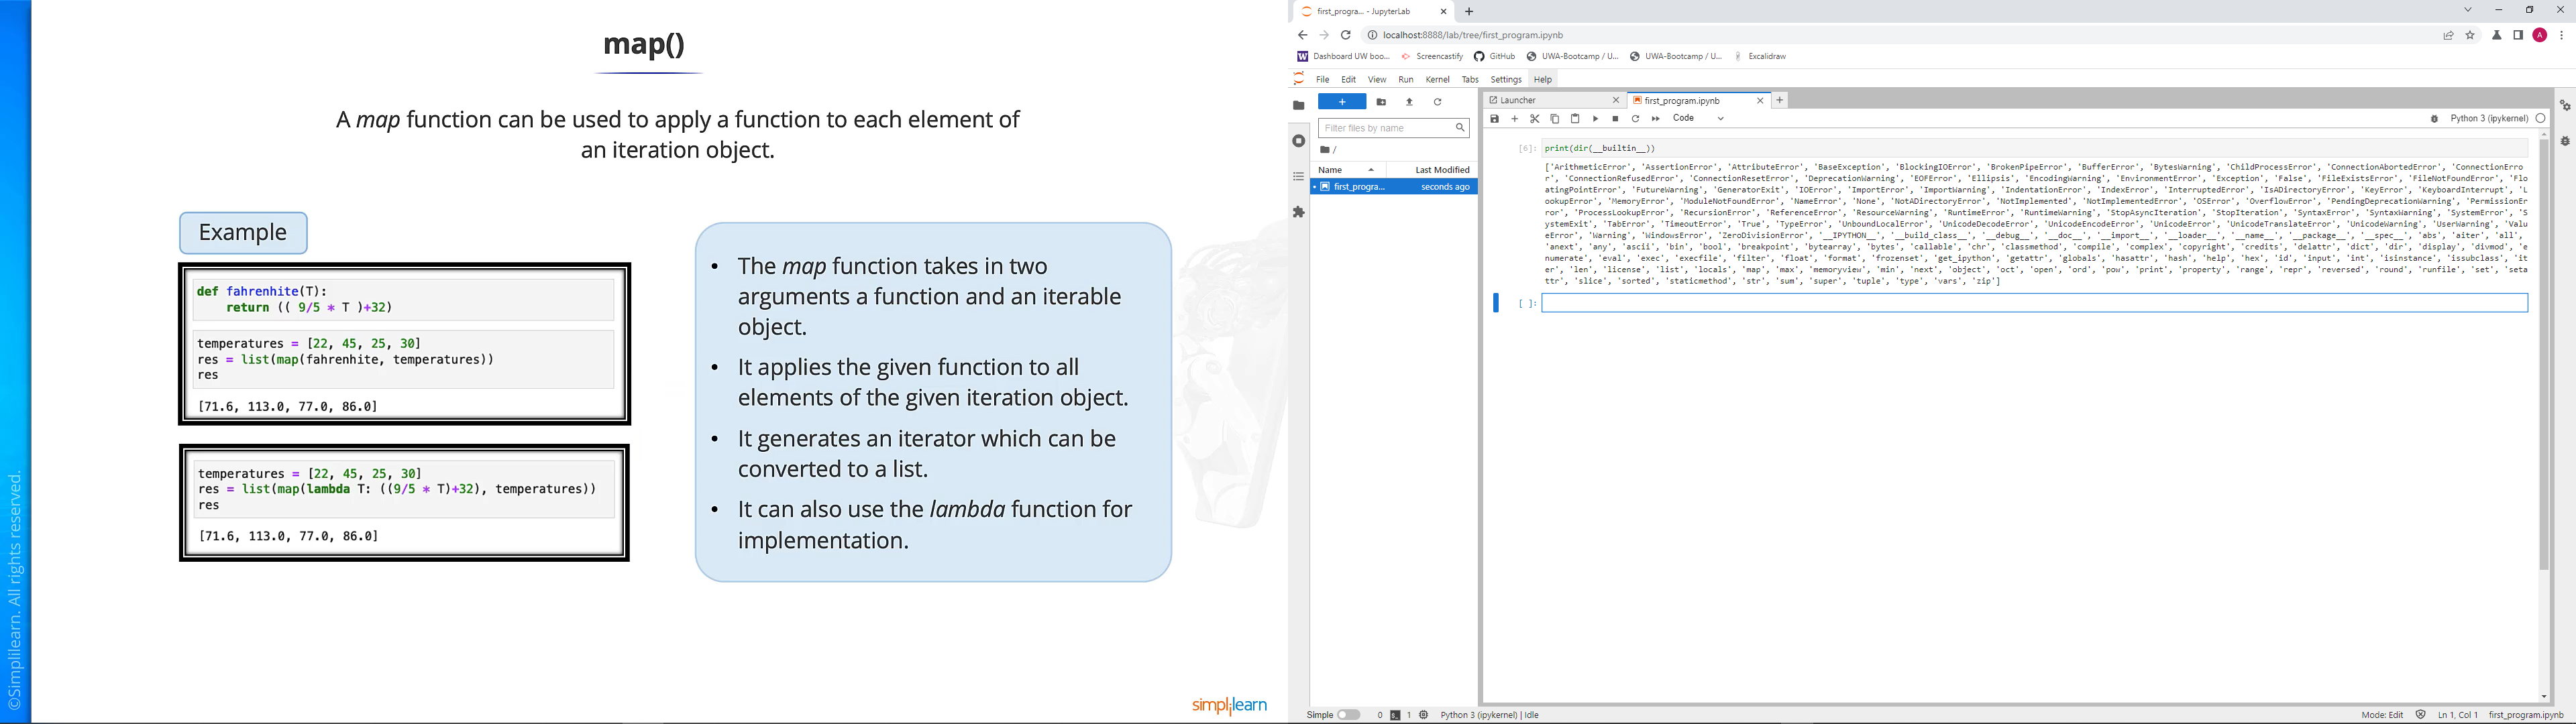 map()
A map function can be used to apply a function to each element of
an iteration object.
Example
def fahrenhite(T):
    return (( 9/5 * T )+32)
temperatures = [22, 45, 25, 30]
res = list(map(fahrenhite, temperatures))
res
[71.6, 113.0, 77.0, 86.0]
temperatures = [22, 45, 25, 30]
res = list(map(lambda T: ((9/5 * T)+32), temperatures))
res
[71.6, 113.0, 77.0, 86.0]
• The map function takes in two
arguments a function and an iterable
object.
• It applies the given function to all
elements of the given iteration object.
• It generates an iterator which can be
converted to a list.
• It can also use the lambda function for
implementation.
©Simplilearn. All rights reserved.
simplilearn
first_progra... - JupyterLab
localhost:8888/lab/tree/first_program.ipynb
A
Dashboard UW boo... Screencastify GitHub UWA-Bootcamp / U... UWA-Bootcamp / U... Excalidraw
File Edit View Run Kernel Tabs Settings Help
Filter files by name
/
Name Last Modified
first_progra... seconds ago
Launcher first_program.ipynb
Code Python 3 (ipykernel)
[6]: print(dir(__builtin__))
['ArithmeticError', 'AssertionError', 'AttributeError', 'BaseException', 'BlockingIOError', 'BrokenPipeError', 'BufferError', 'BytesWarning', 'ChildProcessError', 'ConnectionAbortedError', 'ConnectionErro
r', 'ConnectionRefusedError', 'ConnectionResetError', 'DeprecationWarning', 'EOFError', 'Ellipsis', 'EncodingWarning', 'EnvironmentError', 'Exception', 'False', 'FileExistsError', 'FileNotFoundError', 'Flo
atingPointError', 'FutureWarning', 'GeneratorExit', 'IOError', 'ImportError', 'ImportWarning', 'IndentationError', 'IndexError', 'InterruptedError', 'IsADirectoryError', 'KeyError', 'KeyboardInterrupt', 'L
ookupError', 'MemoryError', 'ModuleNotFoundError', 'NameError', 'None', 'NotADirectoryError', 'NotImplemented', 'NotImplementedError', 'OSError', 'OverflowError', 'PendingDeprecationWarning', 'PermissionEr
ror', 'ProcessLookupError', 'RecursionError', 'ReferenceError', 'ResourceWarning', 'RuntimeError', 'RuntimeWarning', 'StopAsyncIteration', 'StopIteration', 'SyntaxError', 'SyntaxWarning', 'SystemError', 'S
ystemExit', 'TabError', 'TimeoutError', 'True', 'TypeError', 'UnboundLocalError', 'UnicodeDecodeError', 'UnicodeEncodeError', 'UnicodeError', 'UnicodeTranslateError', 'UnicodeWarning', 'UserWarning', 'Valu
eError', 'Warning', 'WindowsError', 'ZeroDivisionError', '__IPYTHON__', '__build_class__', '__debug__', '__doc__', '__import__', '__loader__', '__name__', '__package__', '__spec__', 'abs', 'aiter', 'all',
'anext', 'any', 'ascii', 'bin', 'bool', 'breakpoint', 'bytearray', 'bytes', 'callable', 'chr', 'classmethod', 'compile', 'complex', 'copyright', 'credits', 'delattr', 'dict', 'dir', 'display', 'divmod', 'e
numerate', 'eval', 'exec', 'execfile', 'filter', 'float', 'format', 'frozenset', 'get_ipython', 'getattr', 'globals', 'hasattr', 'hash', 'help', 'hex', 'id', 'input', 'int', 'isinstance', 'issubclass', 'it
er', 'len', 'license', 'list', 'locals', 'map', 'max', 'memoryview', 'min', 'next', 'object', 'oct', 'open', 'ord', 'pow', 'print', 'property', 'range', 'repr', 'reversed', 'round', 'runfile', 'set', 'seta
ttr', 'slice', 'sorted', 'staticmethod', 'str', 'sum', 'super', 'tuple', 'type', 'vars', 'zip']
[ ]:
Simple 0 1 Python 3 (ipykernel) | Idle Mode: Edit Ln 1, Col 1 first_program.ipynb